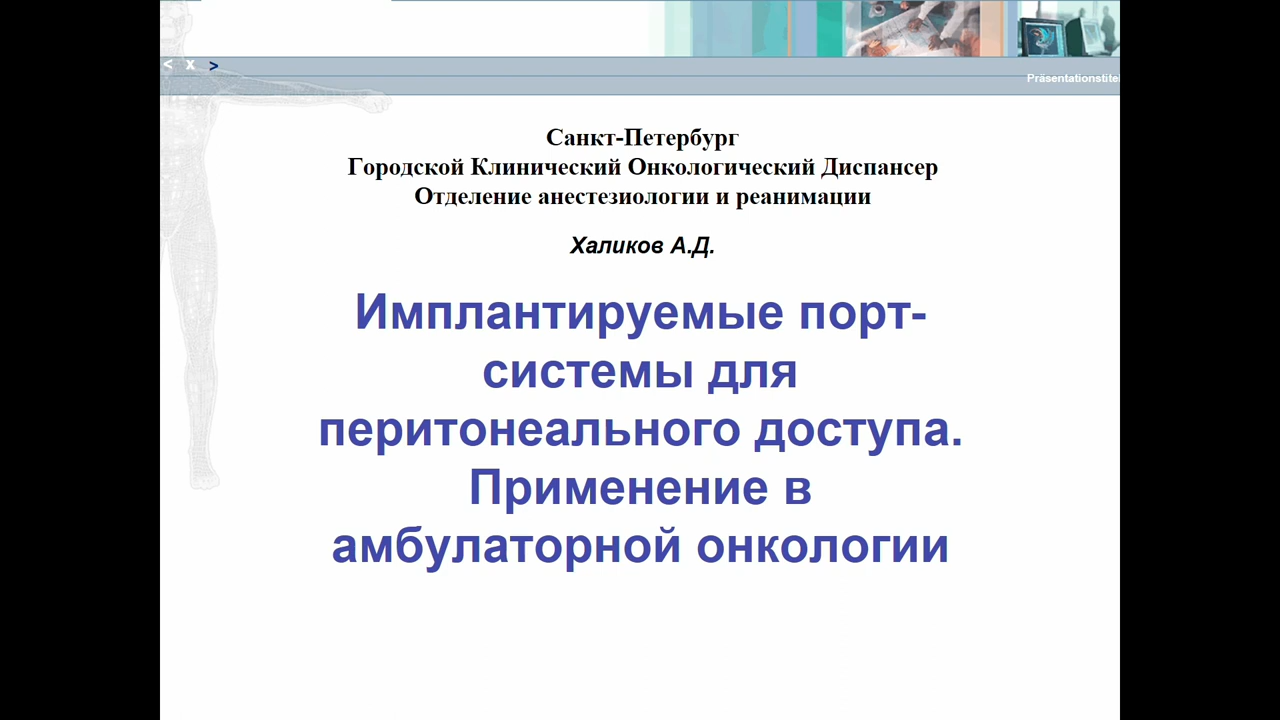 < x >
Präsentationstitel
Санкт-Петербург
Городской Клинический Онкологический Диспансер
Отделение анестезиологии и реанимации
Халиков А.Д.
Имплантируемые порт-
системы для
перитонеального доступа.
Применение в
амбулаторной онкологии